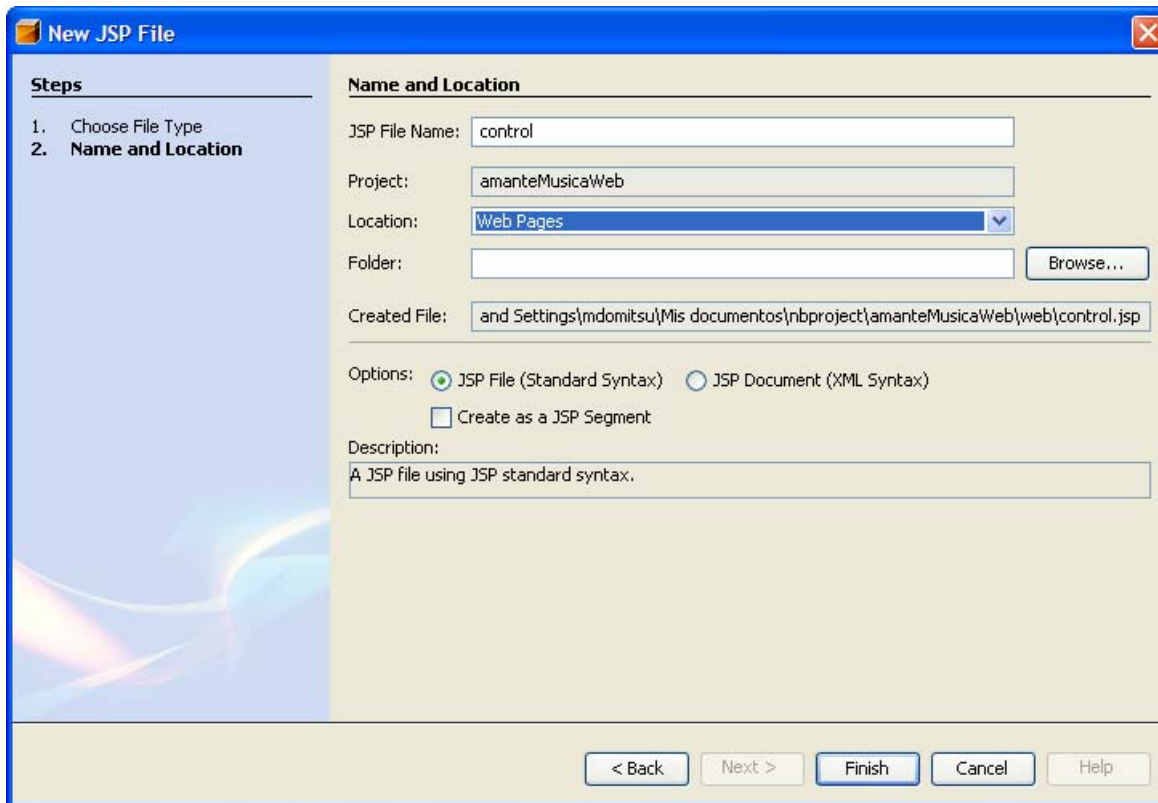 New JSP File
Steps
1. Choose File Type
2. Name and Location
Name and Location
JSP File Name: control
Project: amanteMusicaWeb
Location: Web Pages
Folder: Browse...
Created File: and Settings\mdomitsu\Mis documentos\nbproject\amanteMusicaWeb\web\control.jsp
Options: JSP File (Standard Syntax) JSP Document (XML Syntax)
Create as a JSP Segment
Description:
A JSP file using JSP standard syntax.
< Back Next > Finish Cancel Help